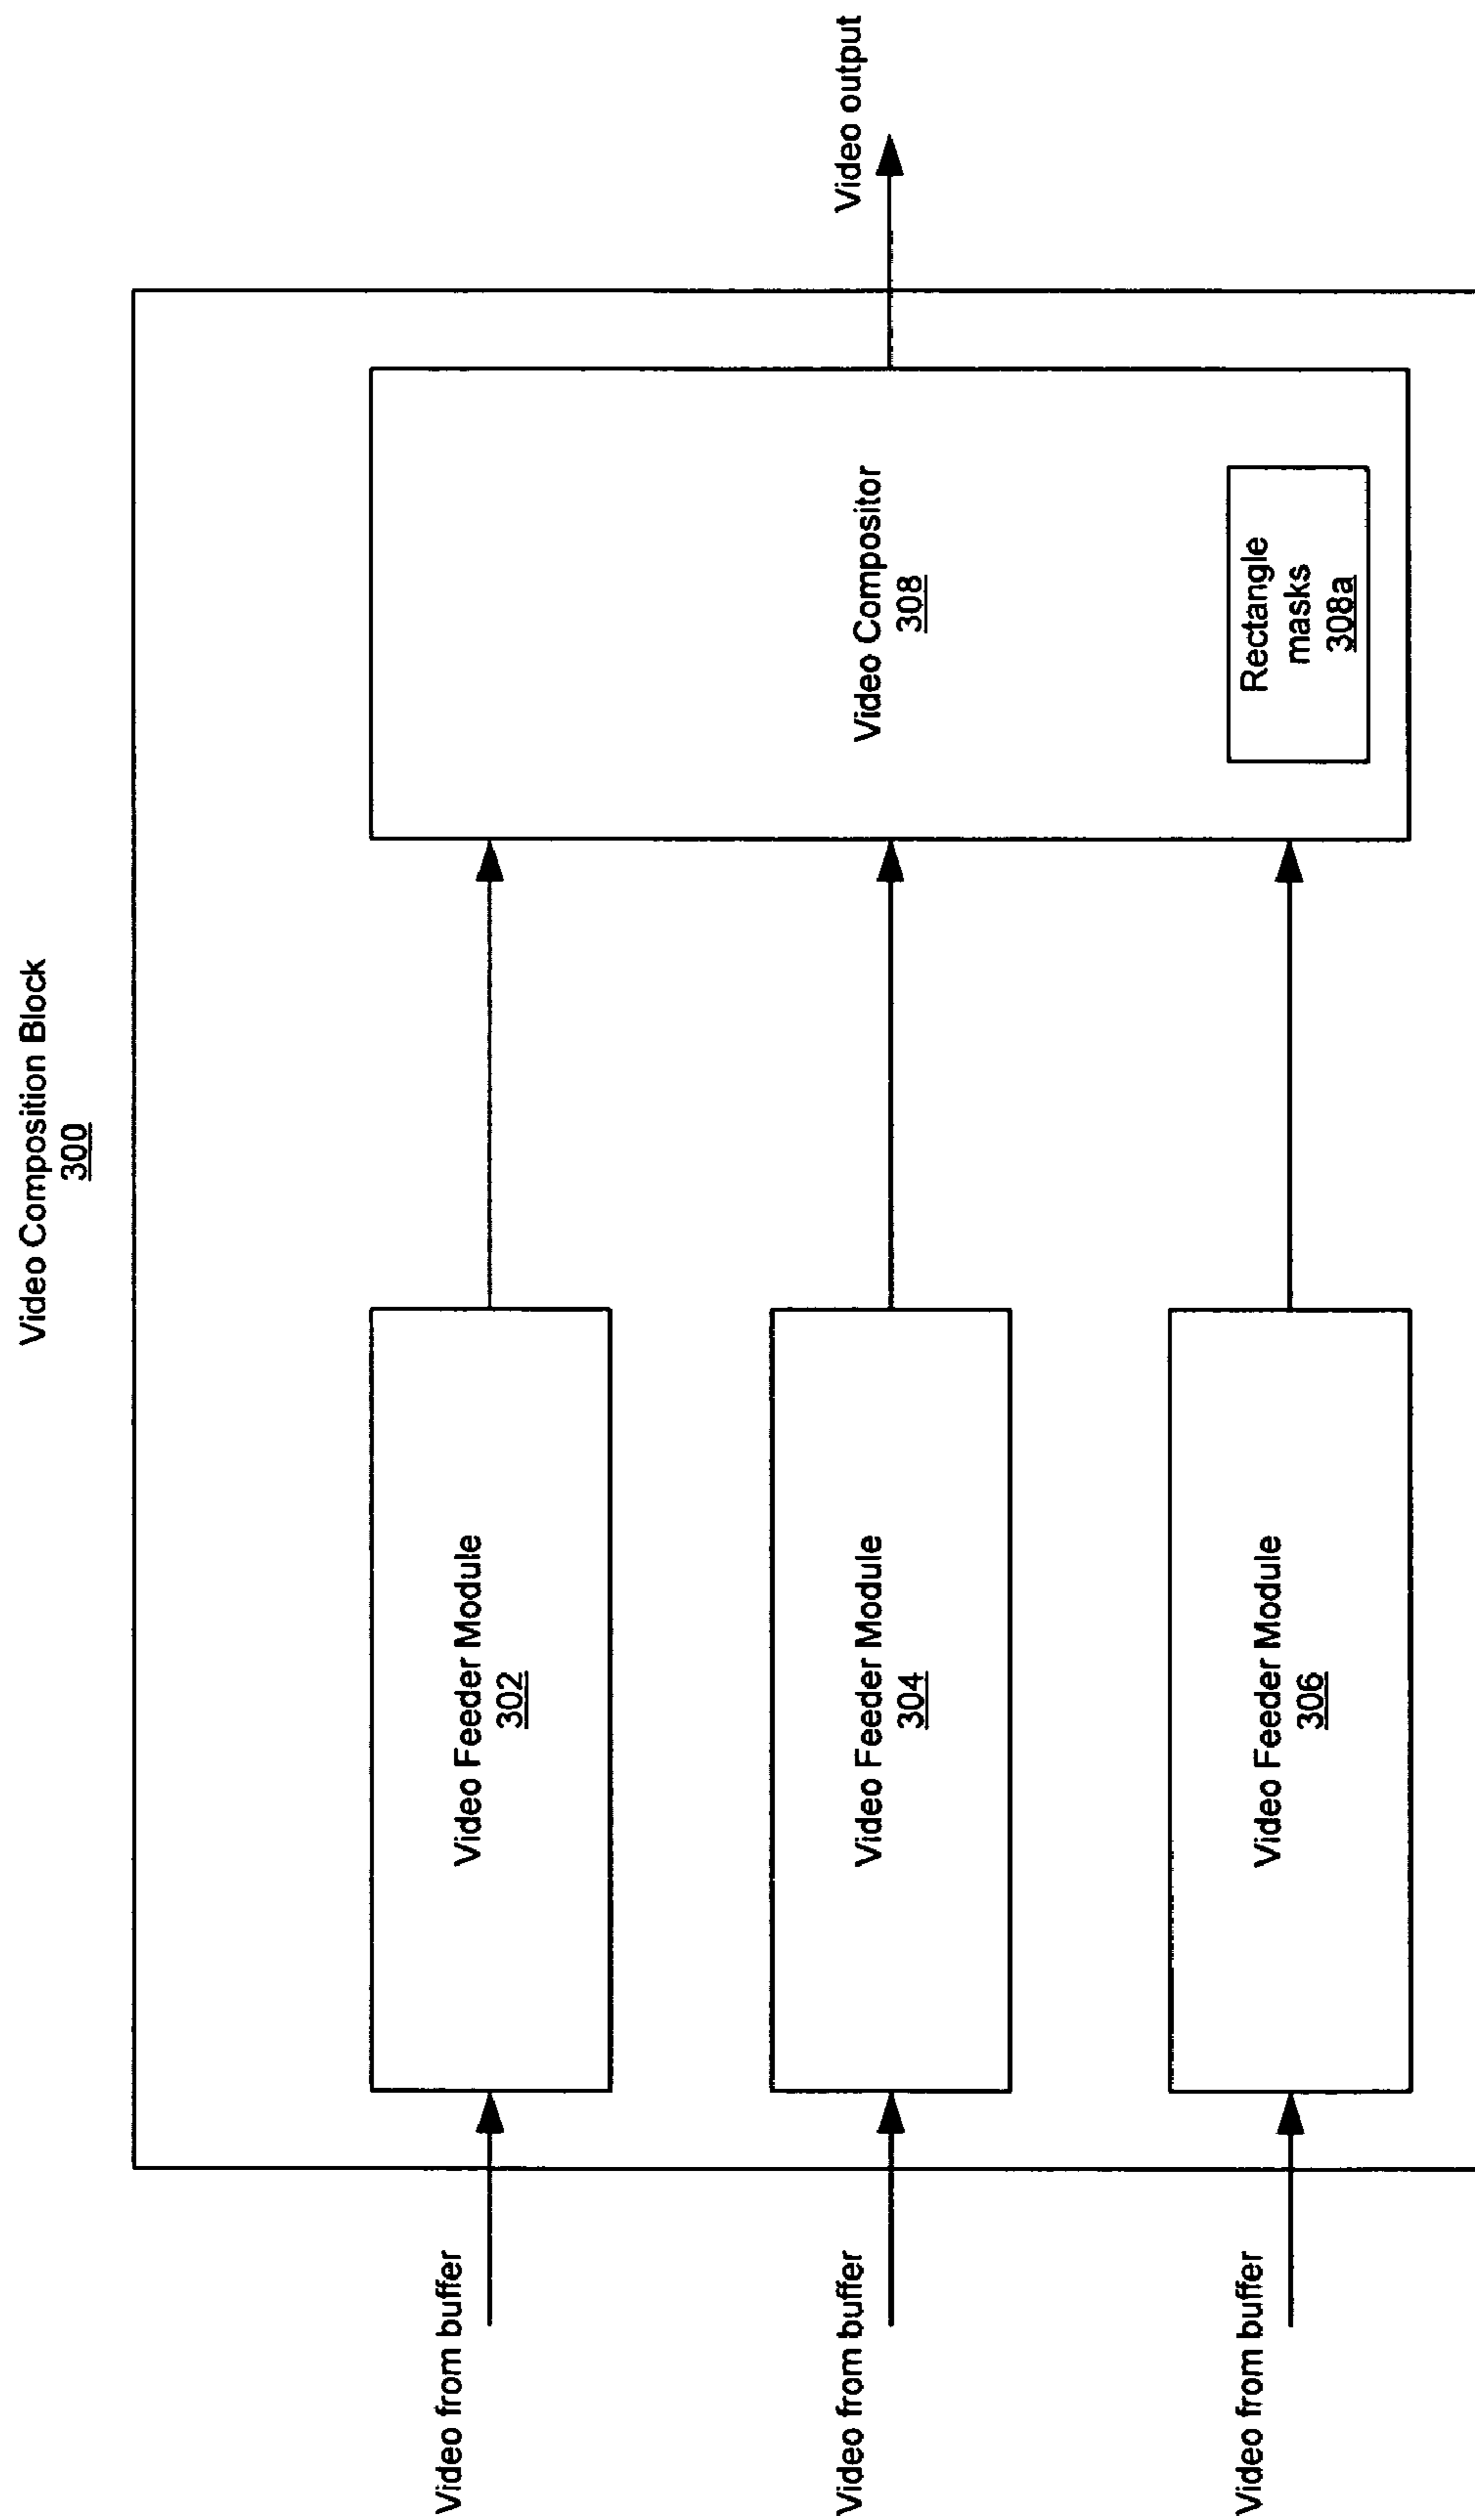 Video Composition Block
300
Video from buffer
Video Feeder Module
302
Video from buffer
Video Feeder Module
304
Video from buffer
Video Feeder Module
306
Video Compositor
308
Rectangle
masks
308a
Video output